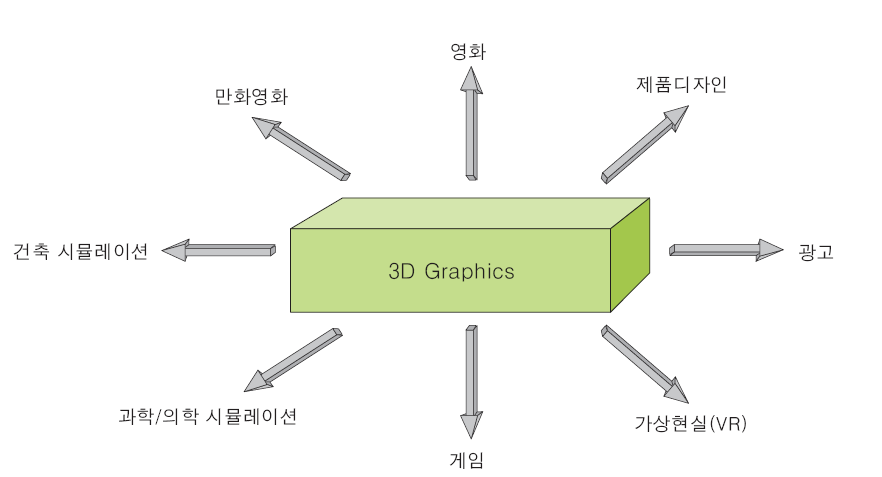 영화
만화영화
제품디자인
건축 시뮬레이션
3D Graphics
광고
과학/의학 시뮬레이션
가상현실(VR)
게임